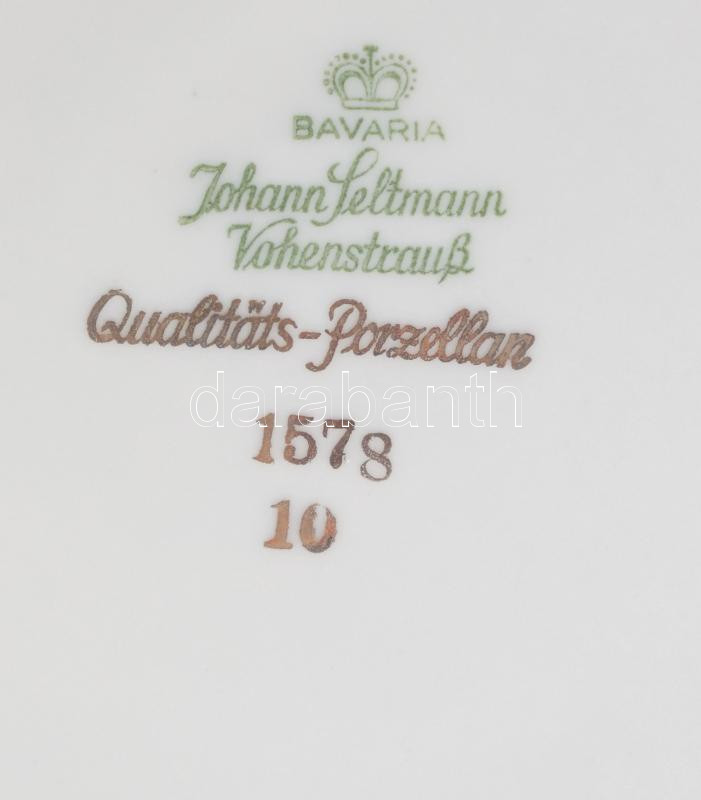 BAVARIA
Johann Seltmann
Vohenstrauß
Qualitäts-Porzellan
darabanth
1578
10